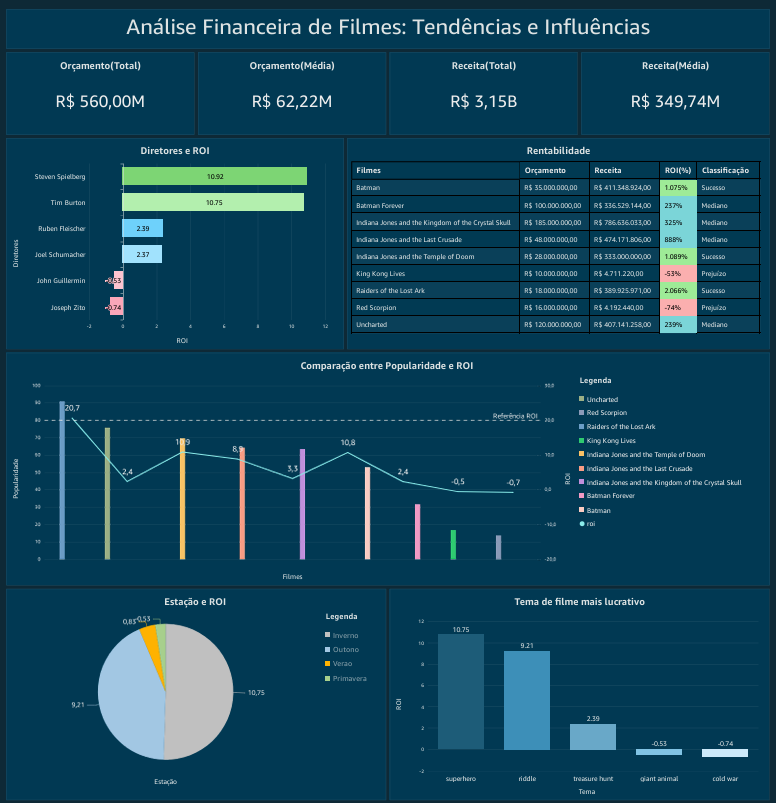 Análise Financeira de Filmes: Tendências e Influências
Orçamento(Total)
R$ 560,00M
Orçamento(Média)
R$ 62,22M
Receita(Total)
R$ 3,15B
Receita(Média)
R$ 349,74M
Diretores e ROI
Diretores
Steven Spielberg 10.92
Tim Burton 10.75
Ruben Fleischer 2.39
Joel Schumacher 2.37
John Guillermin -0.53
Joseph Zito -0.74
-2 0 2 4 6 8 10 12
ROI
Rentabilidade
Filmes Orçamento Receita ROI(%) Classificação
Batman R$ 35.000.000,00 R$ 411.348.924,00 1.075% Sucesso
Batman Forever R$ 100.000.000,00 R$ 336.529.144,00 237% Mediano
Indiana Jones and the Kingdom of the Crystal Skull R$ 185.000.000,00 R$ 786.636.033,00 325% Mediano
Indiana Jones and the Last Crusade R$ 48.000.000,00 R$ 474.171.806,00 888% Mediano
Indiana Jones and the Temple of Doom R$ 28.000.000,00 R$ 333.000.000,00 1.089% Sucesso
King Kong Lives R$ 10.000.000,00 R$ 4.711.220,00 -53% Prejuízo
Raiders of the Lost Ark R$ 18.000.000,00 R$ 389.925.971,00 2.066% Sucesso
Red Scorpion R$ 16.000.000,00 R$ 4.192.440,00 -74% Prejuízo
Uncharted R$ 120.000.000,00 R$ 407.141.258,00 239% Mediano
Comparação entre Popularidade e ROI
Popularidade
100
90
80
70
60
50
40
30
20
10
0
20,7
2,4
10,9
8,9
3,3
10,8
2,4
-0,5
-0,7
Referência ROI
30,0
20,0
10,0
0,0
-10,0
-20,0
ROI
Filmes
Legenda
Uncharted
Red Scorpion
Raiders of the Lost Ark
King Kong Lives
Indiana Jones and the Temple of Doom
Indiana Jones and the Last Crusade
Indiana Jones and the Kingdom of the Crystal Skull
Batman Forever
Batman
roi
Estação e ROI
0,83
0,53
9,21
10,75
Estação
Legenda
Inverno
Outono
Verao
Primavera
Tema de filme mais lucrativo
ROI
12
10
8
6
4
2
0
-2
10.75
9.21
2.39
-0.53
-0.74
superhero riddle treasure hunt giant animal cold war
Tema